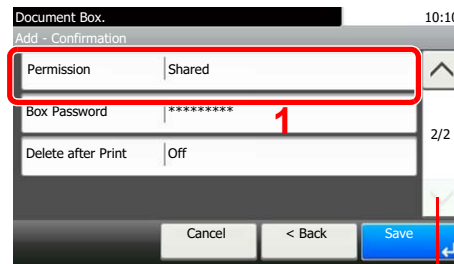 Document Box. 10:10
Add - Confirmation
Permission Shared
Box Password *********
1
2/2
Delete after Print Off
Cancel < Back Save